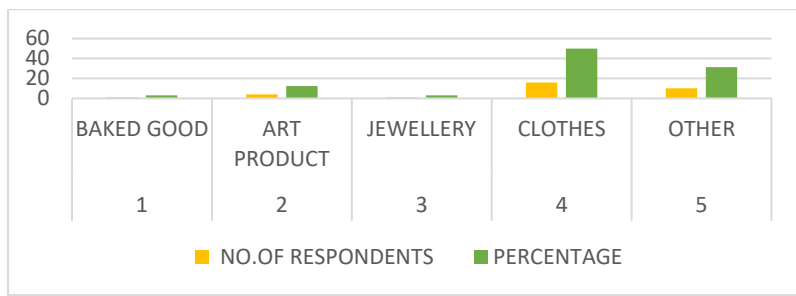 60
40
20
0
BAKED GOOD ART PRODUCT JEWELLERY CLOTHES OTHER
1 2 3 4 5
NO.OF RESPONDENTS PERCENTAGE